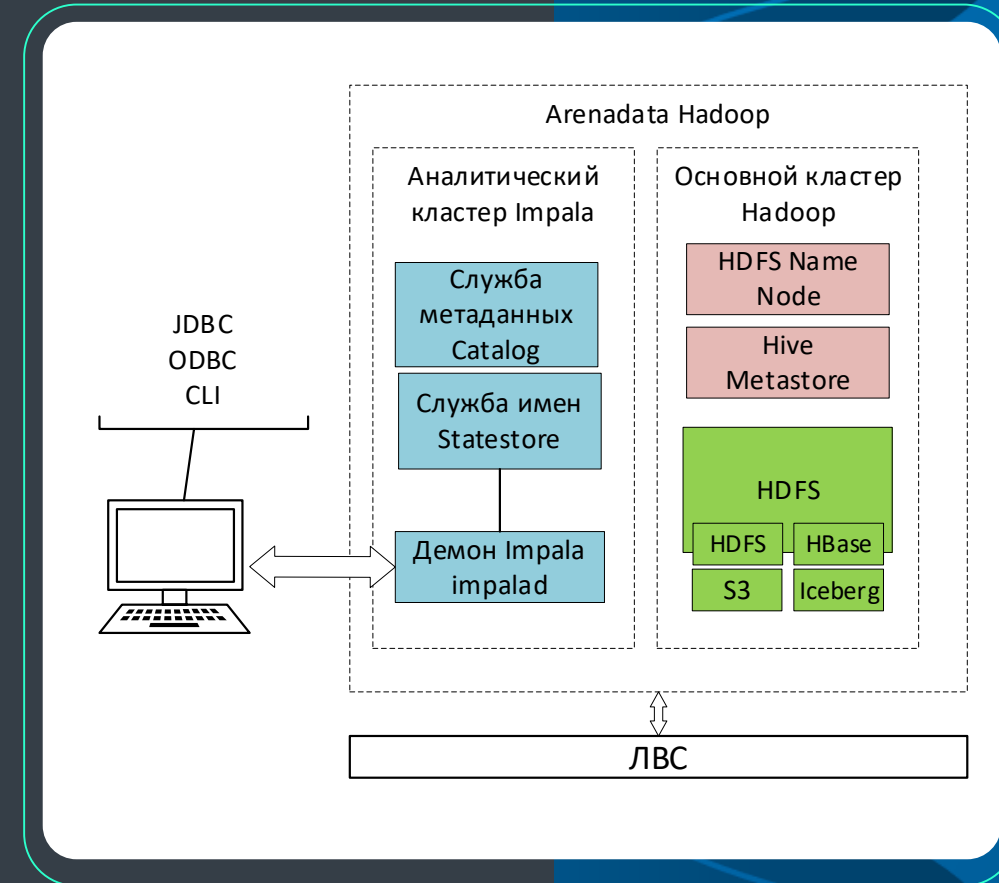 Arenadata Hadoop
Аналитический
кластер Impala
Служба
метаданных
Catalog
Служба имен
Statestore
Демон Impala
impalad
Основной кластер
Hadoop
HDFS Name
Node
Hive
Metastore
HDFS
HDFS
HBase
S3
Iceberg
JDBC
ODBC
CLI
ЛВС